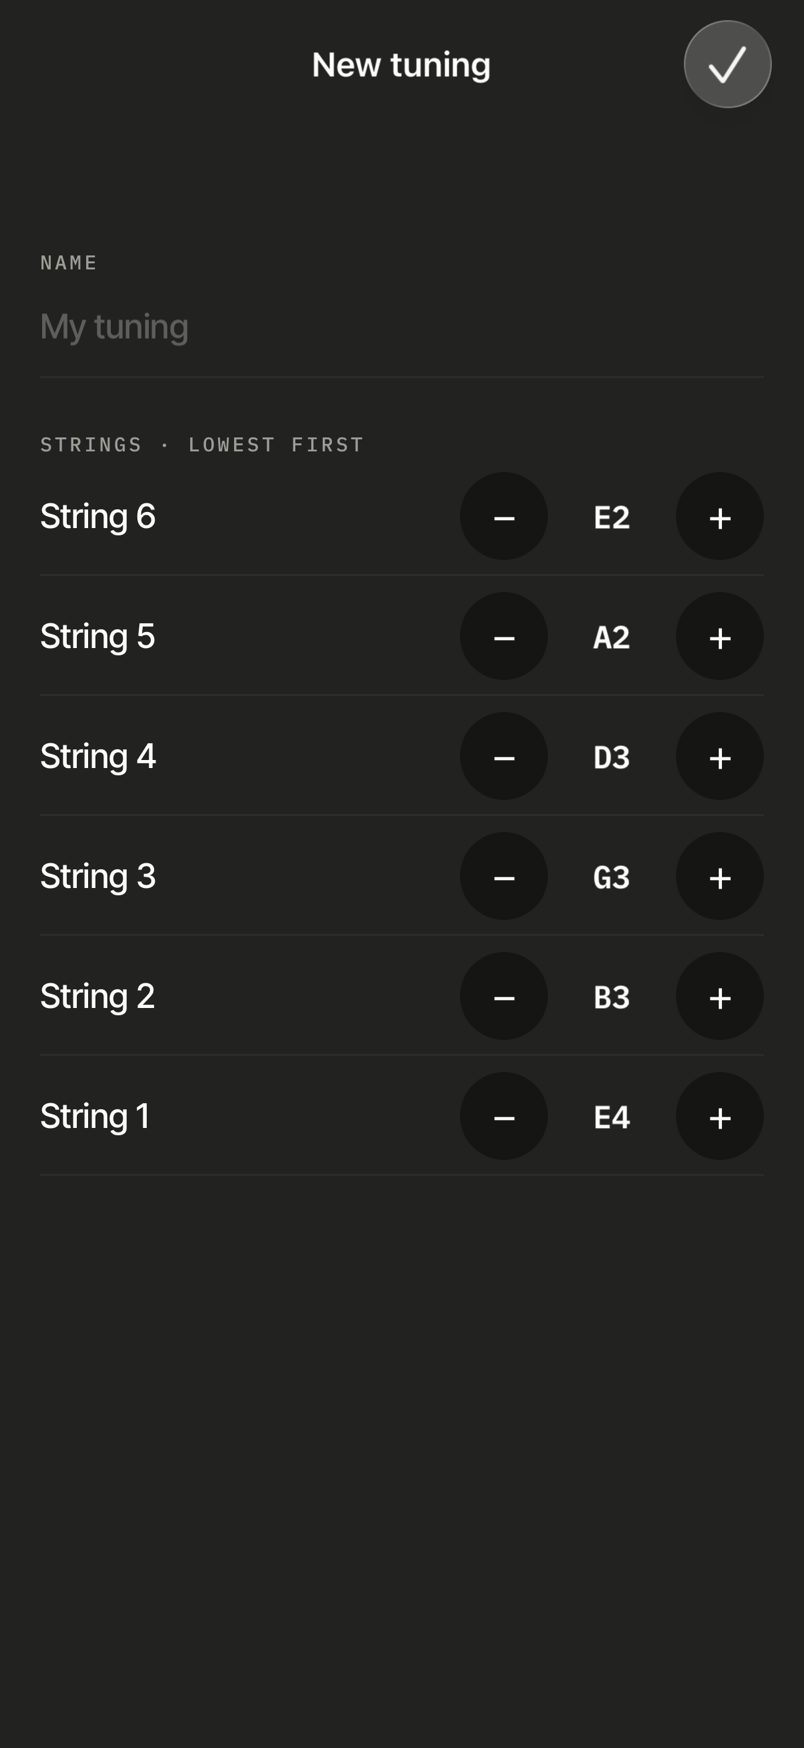 New tuning
NAME
My tuning
STRINGS · LOWEST FIRST
String 6 − E2 +
String 5 − A2 +
String 4 − D3 +
String 3 − G3 +
String 2 − B3 +
String 1 − E4 +